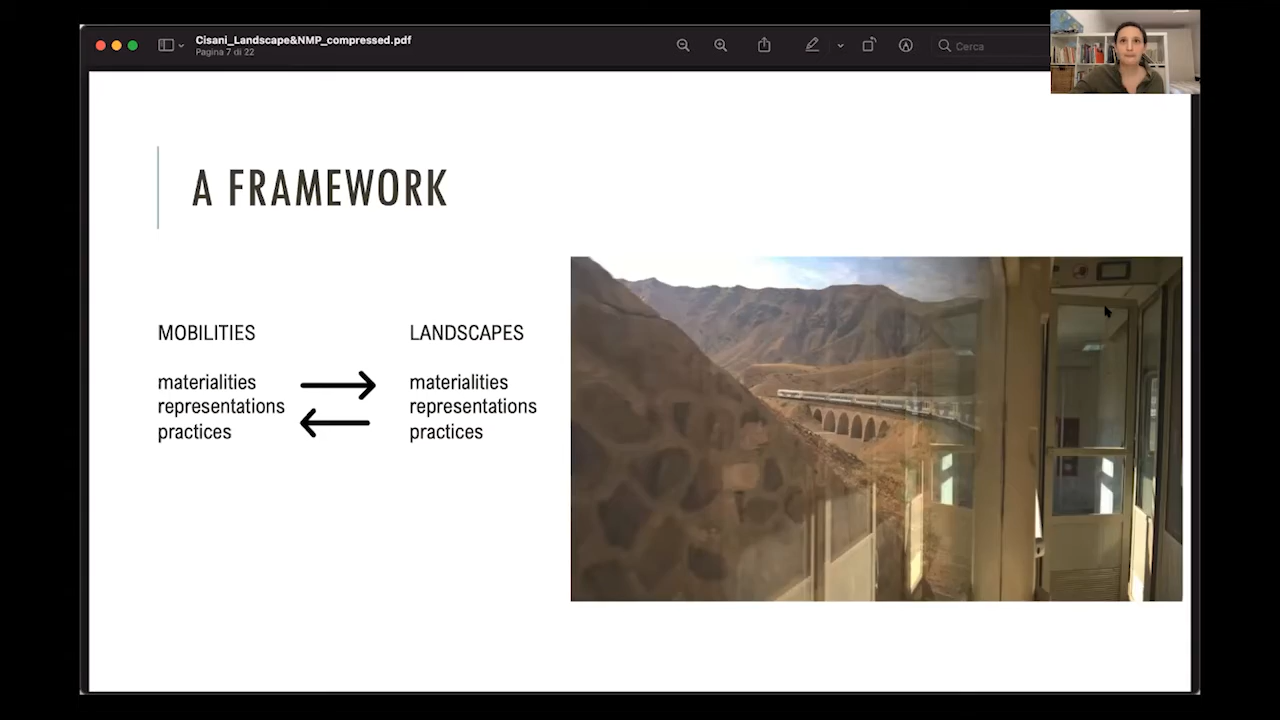 Cisani_Landscape&NMP_compressed.pdf
Pagina 7 di 22
Cerca
A FRAMEWORK
MOBILITIES
materialities
representations
practices
LANDSCAPES
materialities
representations
practices